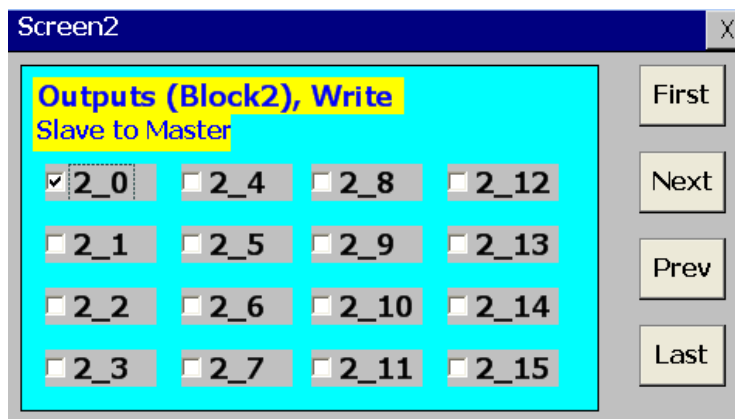 Screen2 X
Outputs (Block2), Write
Slave to Master
2_0 2_4 2_8 2_12
2_1 2_5 2_9 2_13
2_2 2_6 2_10 2_14
2_3 2_7 2_11 2_15
First
Next
Prev
Last